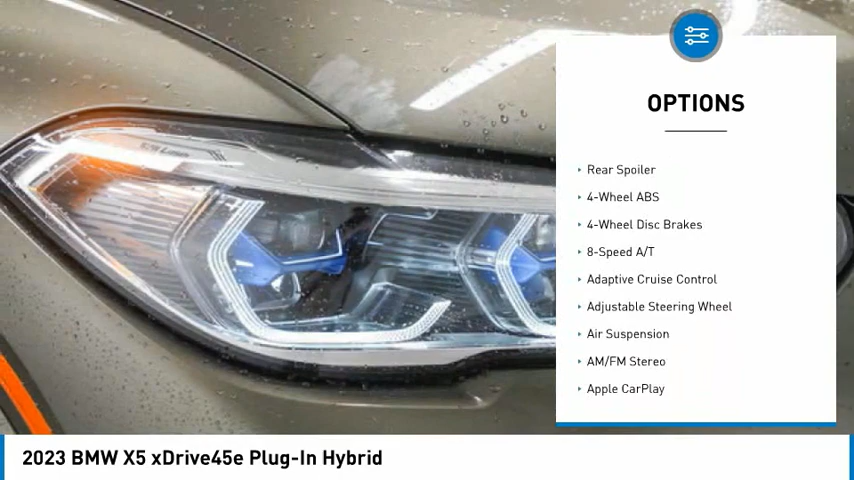 OPTIONS
Rear Spoiler
4-Wheel ABS
4-Wheel Disc Brakes
8-Speed A/T
Adaptive Cruise Control
Adjustable Steering Wheel
Air Suspension
AM/FM Stereo
Apple CarPlay
2023 BMW X5 xDrive45e Plug-In Hybrid